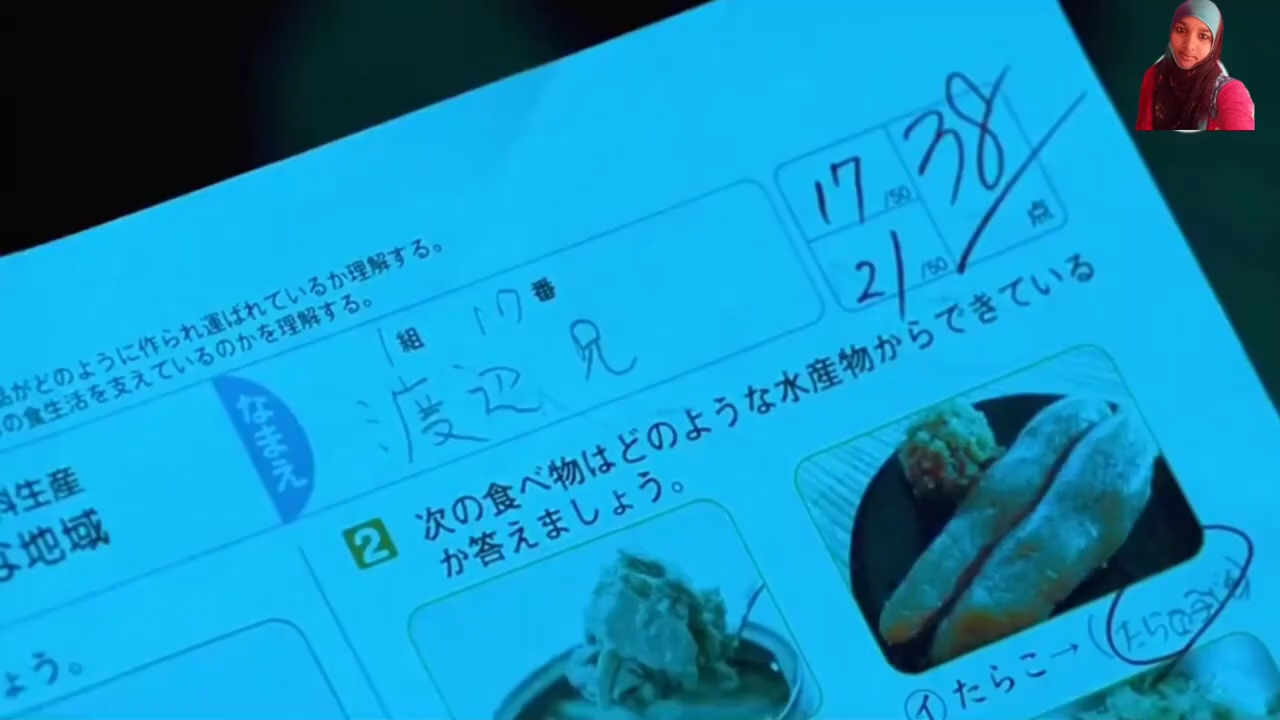 品がどのように作られ運ばれているか理解する。
の食生活を支えているのかを理解する。
17 /50
38 点
21 /50
1組 17番
なまえ
渡辺 兄
料生産
な地域
2 次の食べ物はどのような水産物からできている
か答えましょう。
ょう。
イ たらこ→(たらの